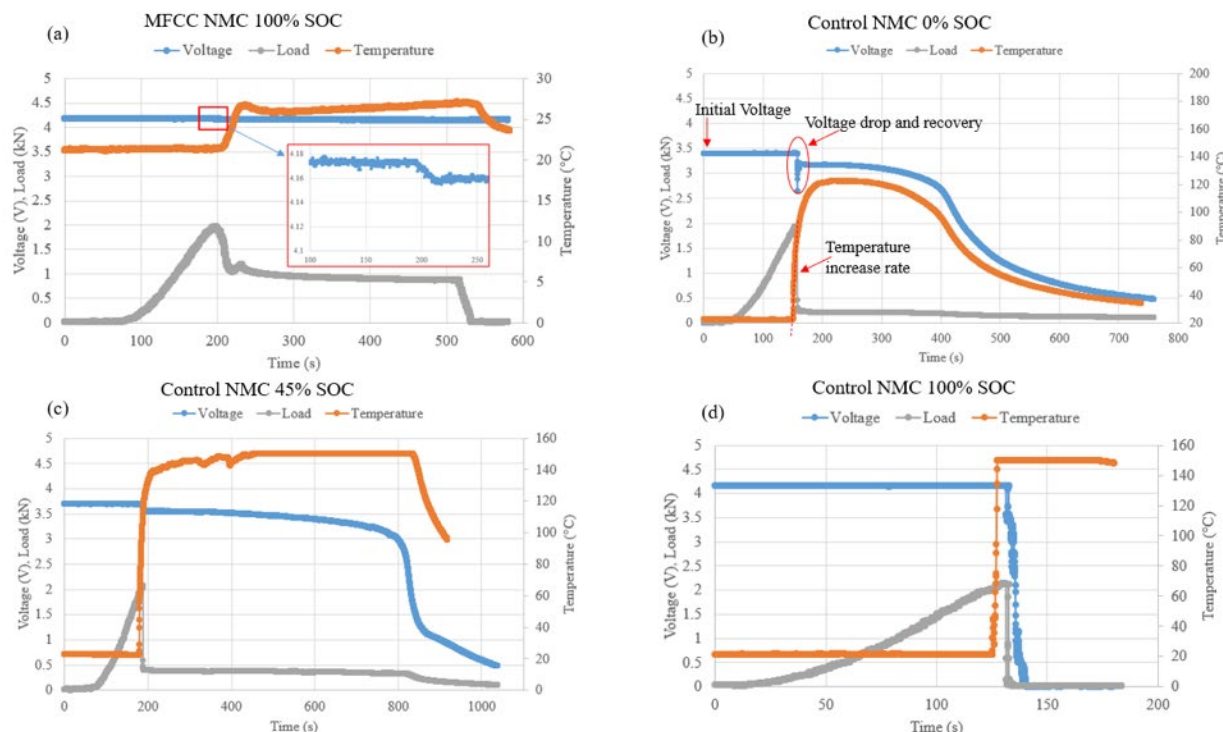 MFCC NMC 100% SOC
(a)
Voltage Load Temperature
5
4.5
4
3.5
3
2.5
2
1.5
1
0.5
0
30
25
20
15
10
5
0
0 100 200 300 400 500 600
Voltage (V), Load (kN)
Temperature (°C)
Time (s)
4.18
4.16
4.14
4.12
4.1
100 150 200 250
Control NMC 0% SOC
(b)
Voltage Load Temperature
5
4.5
4
3.5
3
2.5
2
1.5
1
0.5
0
200
180
160
140
120
100
80
60
40
20
0 100 200 300 400 500 600 700 800
Voltage (V), Load (kN)
Temperature (°C)
Time (s)
Initial Voltage
Voltage drop and recovery
Temperature
increase rate
Control NMC 45% SOC
(c)
Voltage Load Temperature
5
4.5
4
3.5
3
2.5
2
1.5
1
0.5
0
160
140
120
100
80
60
40
20
0
0 200 400 600 800 1000
Voltage (V), Load (kN)
Temperature (°C)
Time (s)
Control NMC 100% SOC
(d)
Voltage Load Temperature
5
4.5
4
3.5
3
2.5
2
1.5
1
0.5
0
160
140
120
100
80
60
40
20
0
0 50 100 150 200
Voltage (V), Load (kN)
Temperature (°C)
Time (s)